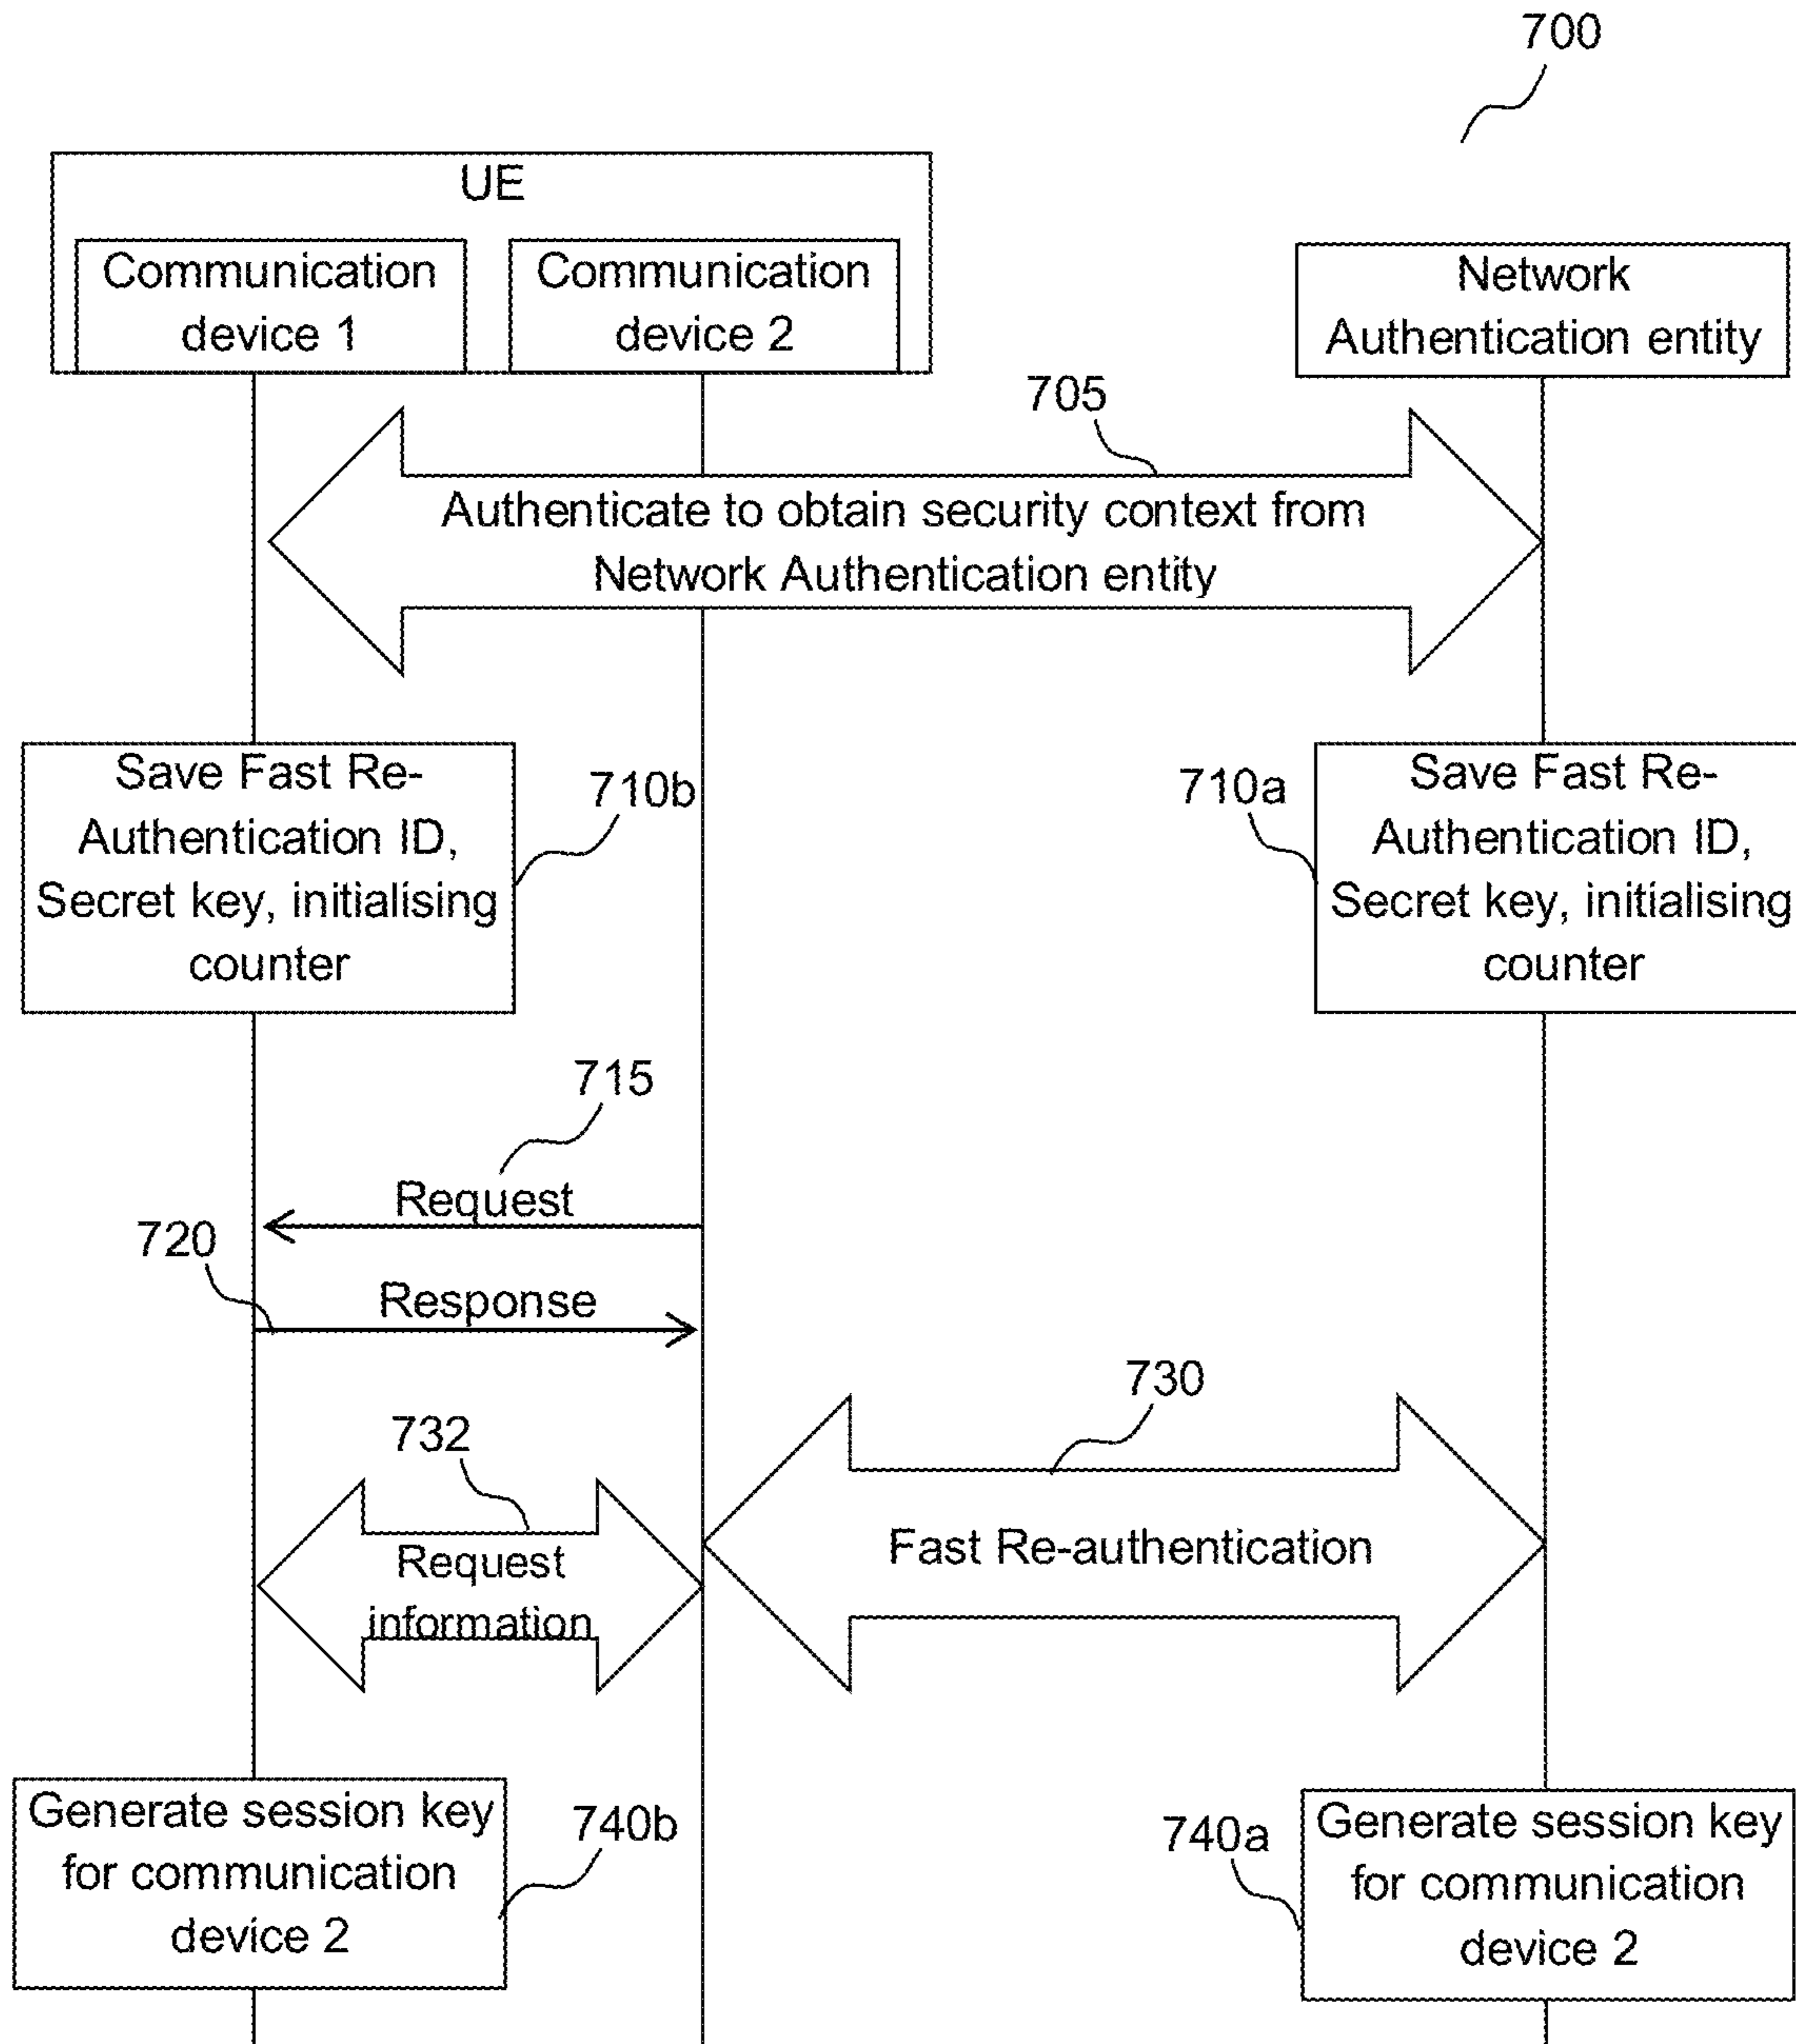 700
UE
Communication
device 1
Communication
device 2
Network
Authentication entity
705
Authenticate to obtain security context from
Network Authentication entity
Save Fast Re-
Authentication ID,
Secret key, initialising
counter
710b
710a
Save Fast Re-
Authentication ID,
Secret key, initialising
counter
715
Request
720
Response
730
732
Fast Re-authentication
Request
information
Generate session key
for communication
device 2
740b
740a
Generate session key
for communication
device 2